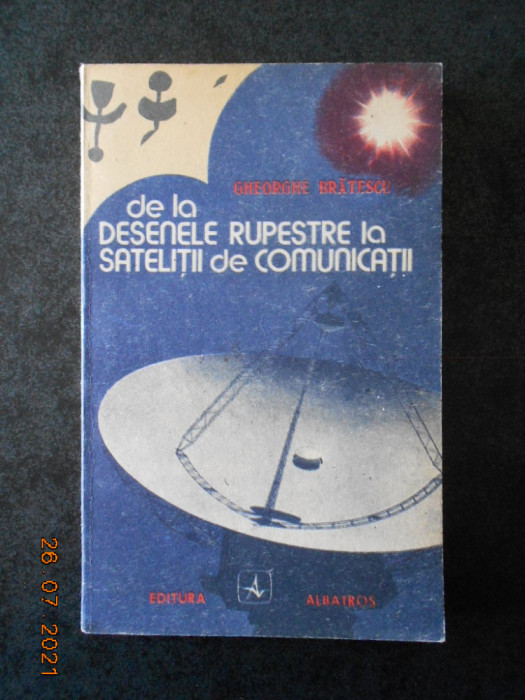 GHEORGHE BRĂTESCU
de la
DESENELE RUPESTRE la
SATELIȚII de COMUNICAȚII
EDITURA ALBATROS
26 07 2021